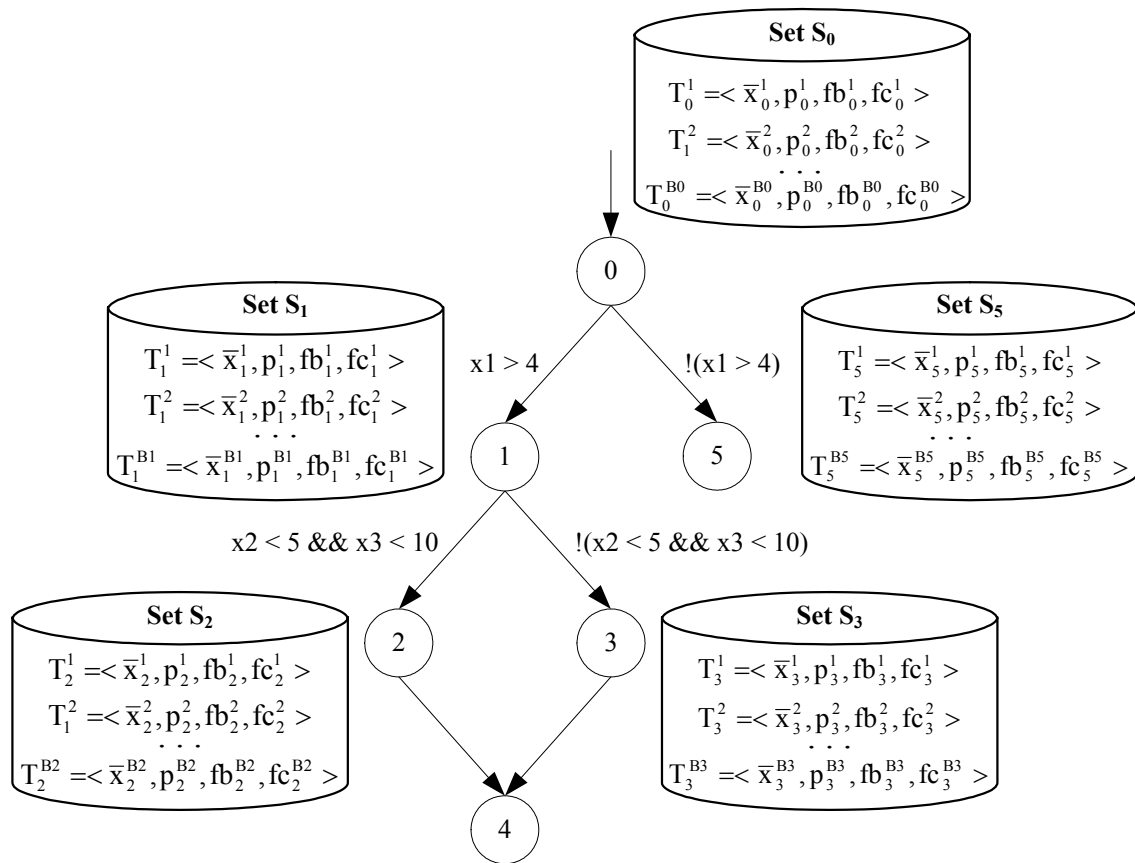 Set S₀
T₀¹ =< x̅₀¹, p₀¹, fb₀¹, fc₀¹ >
T₁² =< x̅₀², p₀², fb₀², fc₀² >
. . .
T₀ᴮ⁰ =< x̅₀ᴮ⁰, p₀ᴮ⁰, fb₀ᴮ⁰, fc₀ᴮ⁰ >
0
Set S₁
T₁¹ =< x̅₁¹, p₁¹, fb₁¹, fc₁¹ >
T₁² =< x̅₁², p₁², fb₁², fc₁² >
. . .
T₁ᴮ¹ =< x̅₁ᴮ¹, p₁ᴮ¹, fb₁ᴮ¹, fc₁ᴮ¹ >
x1 > 4
!(x1 > 4)
Set S₅
T₅¹ =< x̅₅¹, p₅¹, fb₅¹, fc₅¹ >
T₅² =< x̅₅², p₅², fb₅², fc₅² >
. . .
T₅ᴮ⁵ =< x̅₅ᴮ⁵, p₅ᴮ⁵, fb₅ᴮ⁵, fc₅ᴮ⁵ >
1
5
x2 < 5 && x3 < 10
!(x2 < 5 && x3 < 10)
Set S₂
T₂¹ =< x̅₂¹, p₂¹, fb₂¹, fc₂¹ >
T₁² =< x̅₂², p₂², fb₂², fc₂² >
. . .
T₂ᴮ² =< x̅₂ᴮ², p₂ᴮ², fb₂ᴮ², fc₂ᴮ² >
2
3
Set S₃
T₃¹ =< x̅₃¹, p₃¹, fb₃¹, fc₃¹ >
T₃² =< x̅₃², p₃², fb₃², fc₃² >
. . .
T₃ᴮ³ =< x̅₃ᴮ³, p₃ᴮ³, fb₃ᴮ³, fc₃ᴮ³ >
4